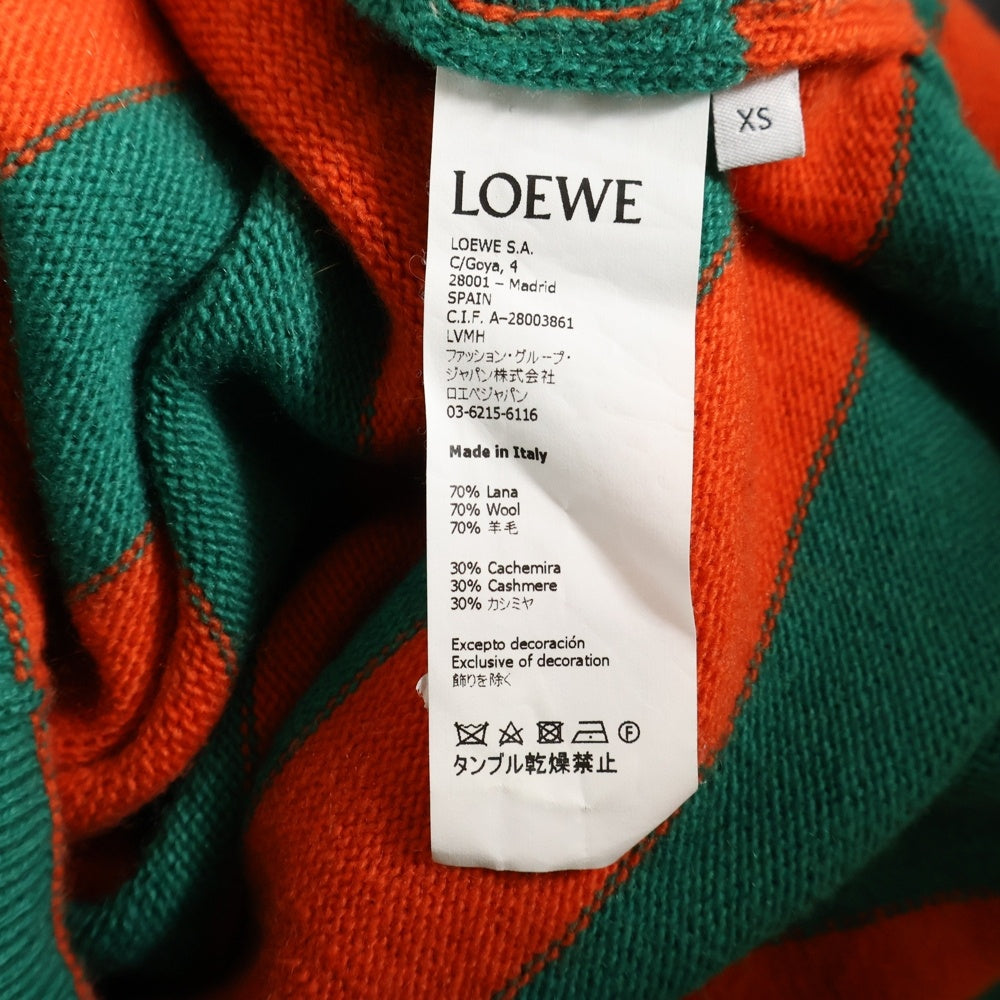 XS
LOEWE
LOEWE S.A.
C/Goya, 4
28001 – Madrid
SPAIN
C.I.F. A–28003861
LVMH
ファッション・グループ・
ジャパン株式会社
ロエベジャパン
03-6215-6116
Made in Italy
70% Lana
70% Wool
70% 羊毛
30% Cachemira
30% Cashmere
30% カシミヤ
Excepto decoración
Exclusive of decoration
飾りを除く
F
タンブル乾燥禁止